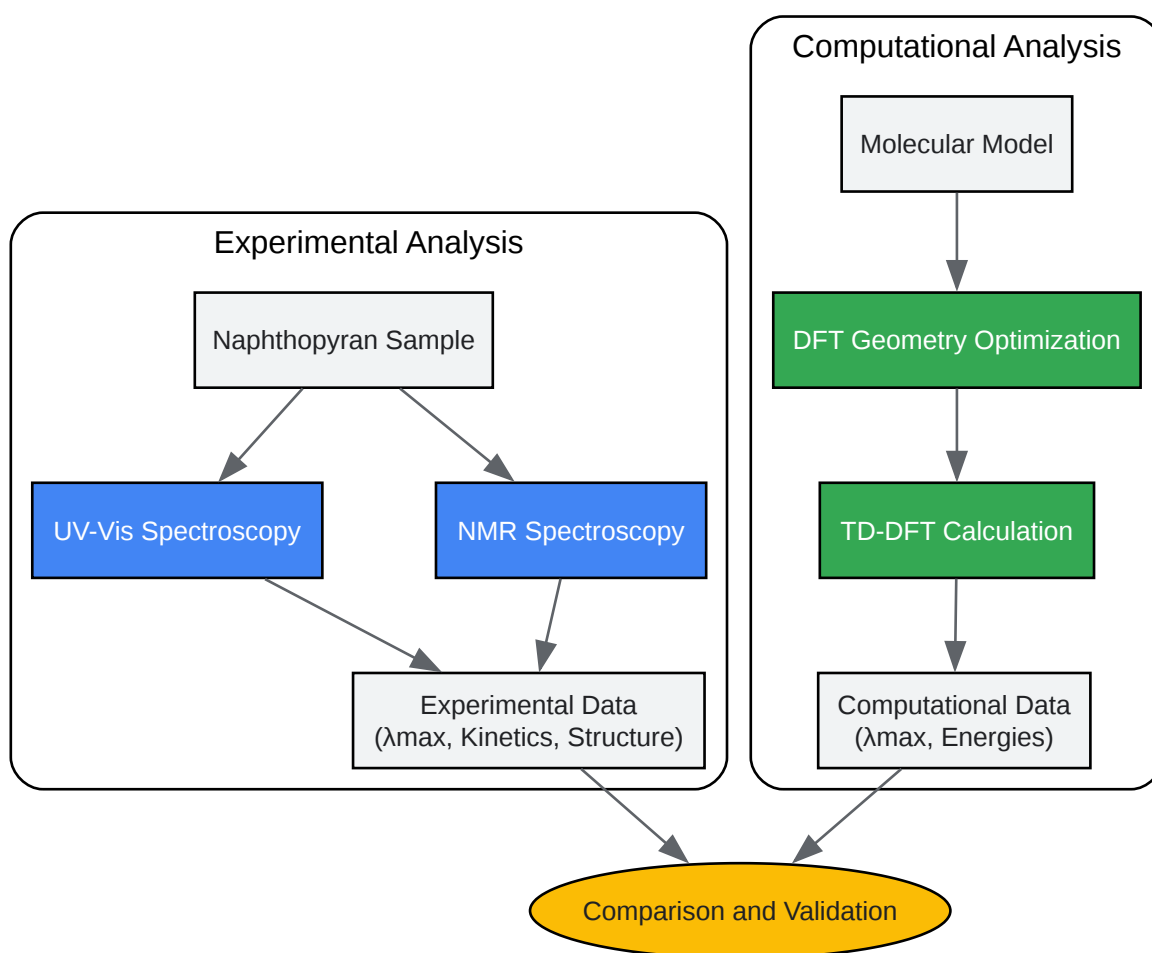 Computational Analysis
Molecular Model
Experimental Analysis
Naphthopyran Sample
DFT Geometry Optimization
UV-Vis Spectroscopy
NMR Spectroscopy
TD-DFT Calculation
Experimental Data
(λmax, Kinetics, Structure)
Computational Data
(λmax, Energies)
Comparison and Validation